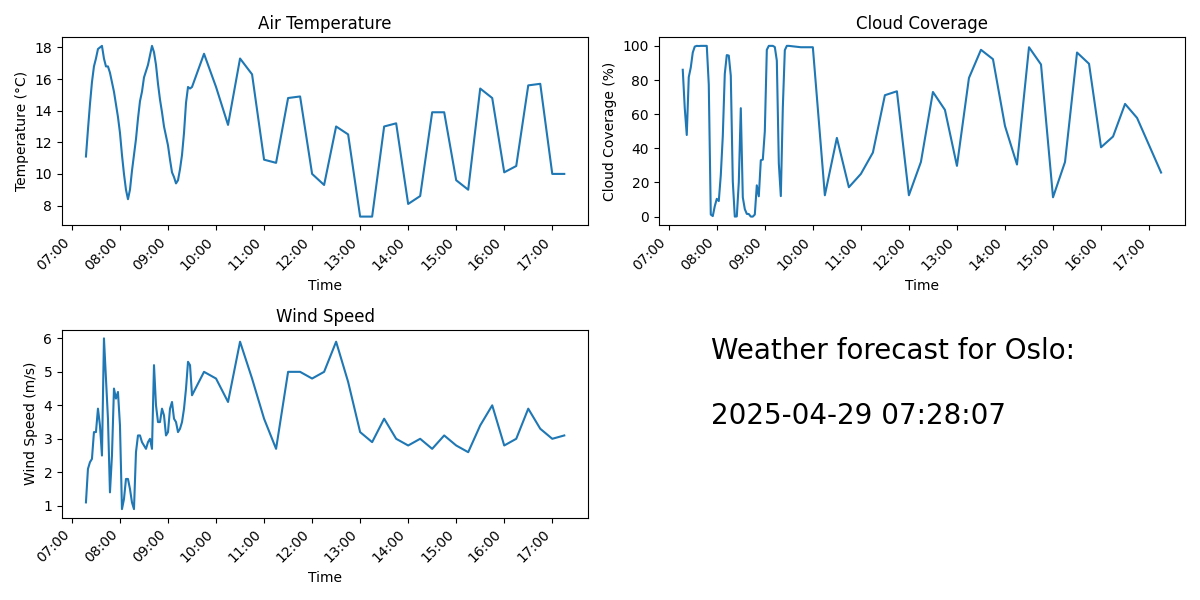 Air Temperature
Temperature (°C)
18
16
14
12
10
8
07:00 08:00 09:00 10:00 11:00 12:00 13:00 14:00 15:00 16:00 17:00
Time
Cloud Coverage
Cloud Coverage (%)
100
80
60
40
20
0
07:00 08:00 09:00 10:00 11:00 12:00 13:00 14:00 15:00 16:00 17:00
Time
Wind Speed
Wind Speed (m/s)
6
5
4
3
2
1
07:00 08:00 09:00 10:00 11:00 12:00 13:00 14:00 15:00 16:00 17:00
Time
Weather forecast for Oslo:
2025-04-29 07:28:07